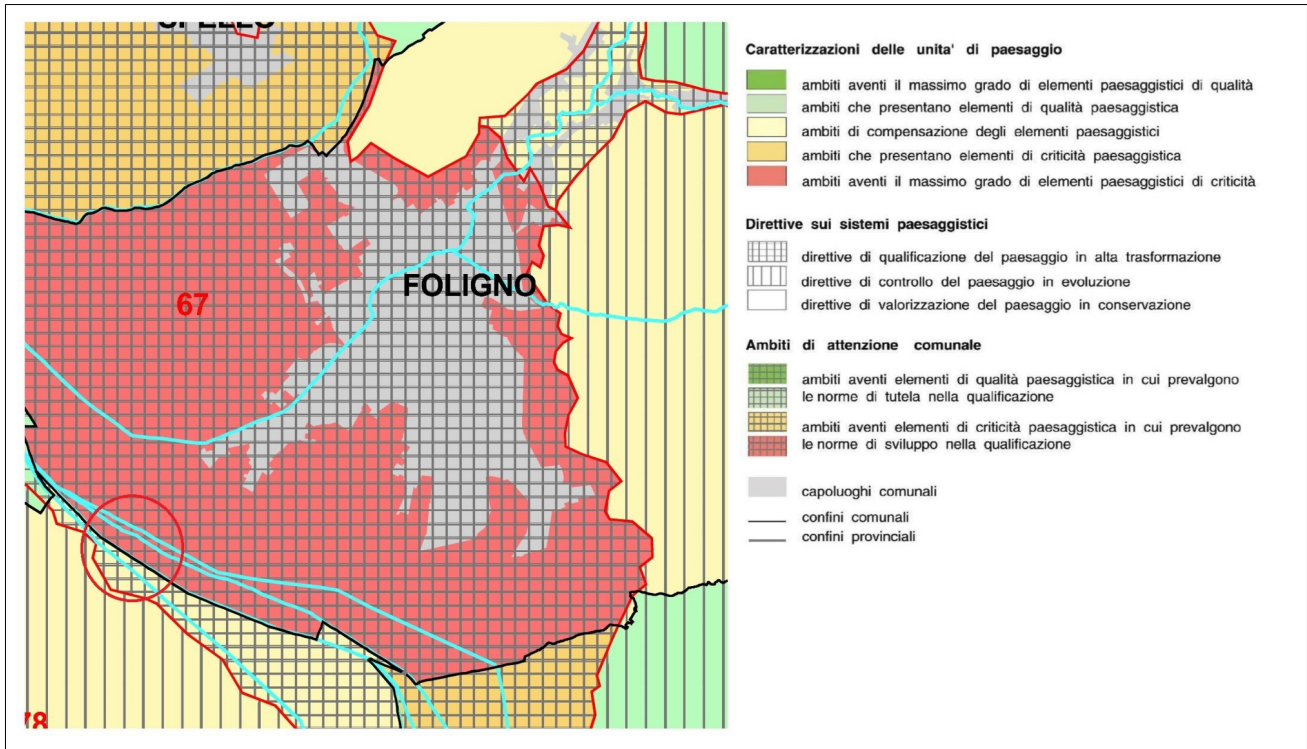 SPELLO
67
FOLIGNO
78
Caratterizzazioni delle unita' di paesaggio
ambiti aventi il massimo grado di elementi paesaggistici di qualità
ambiti che presentano elementi di qualità paesaggistica
ambiti di compensazione degli elementi paesaggistici
ambiti che presentano elementi di criticità paesaggistica
ambiti aventi il massimo grado di elementi paesaggistici di criticità
Direttive sui sistemi paesaggistici
direttive di qualificazione del paesaggio in alta trasformazione
direttive di controllo del paesaggio in evoluzione
direttive di valorizzazione del paesaggio in conservazione
Ambiti di attenzione comunale
ambiti aventi elementi di qualità paesaggistica in cui prevalgono
le norme di tutela nella qualificazione
ambiti aventi elementi di criticità paesaggistica in cui prevalgono
le norme di sviluppo nella qualificazione
capoluoghi comunali
confini comunali
confini provinciali